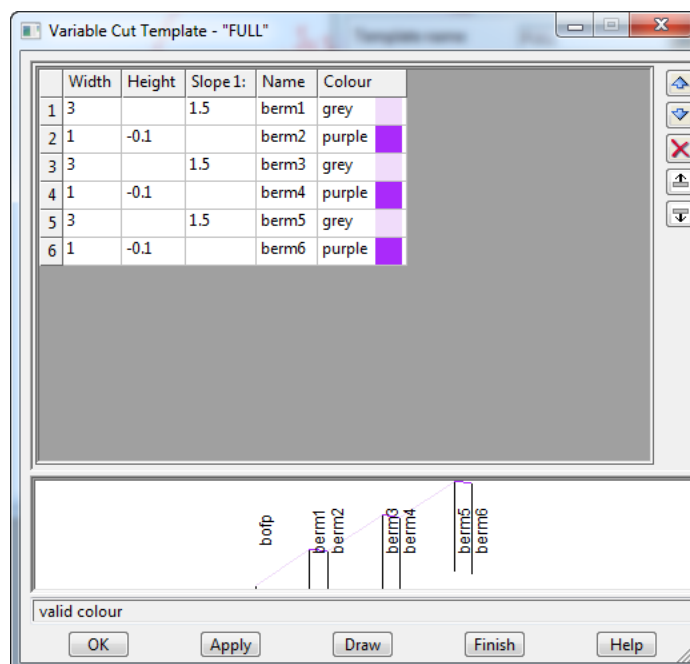 Variable Cut Template - "FULL"
Width Height Slope 1: Name Colour
1 3 1.5 berm1 grey
2 1 -0.1 berm2 purple
3 3 1.5 berm3 grey
4 1 -0.1 berm4 purple
5 3 1.5 berm5 grey
6 1 -0.1 berm6 purple
bofp
berm1
berm2
berm3
berm4
berm5
berm6
valid colour
OK Apply Draw Finish Help